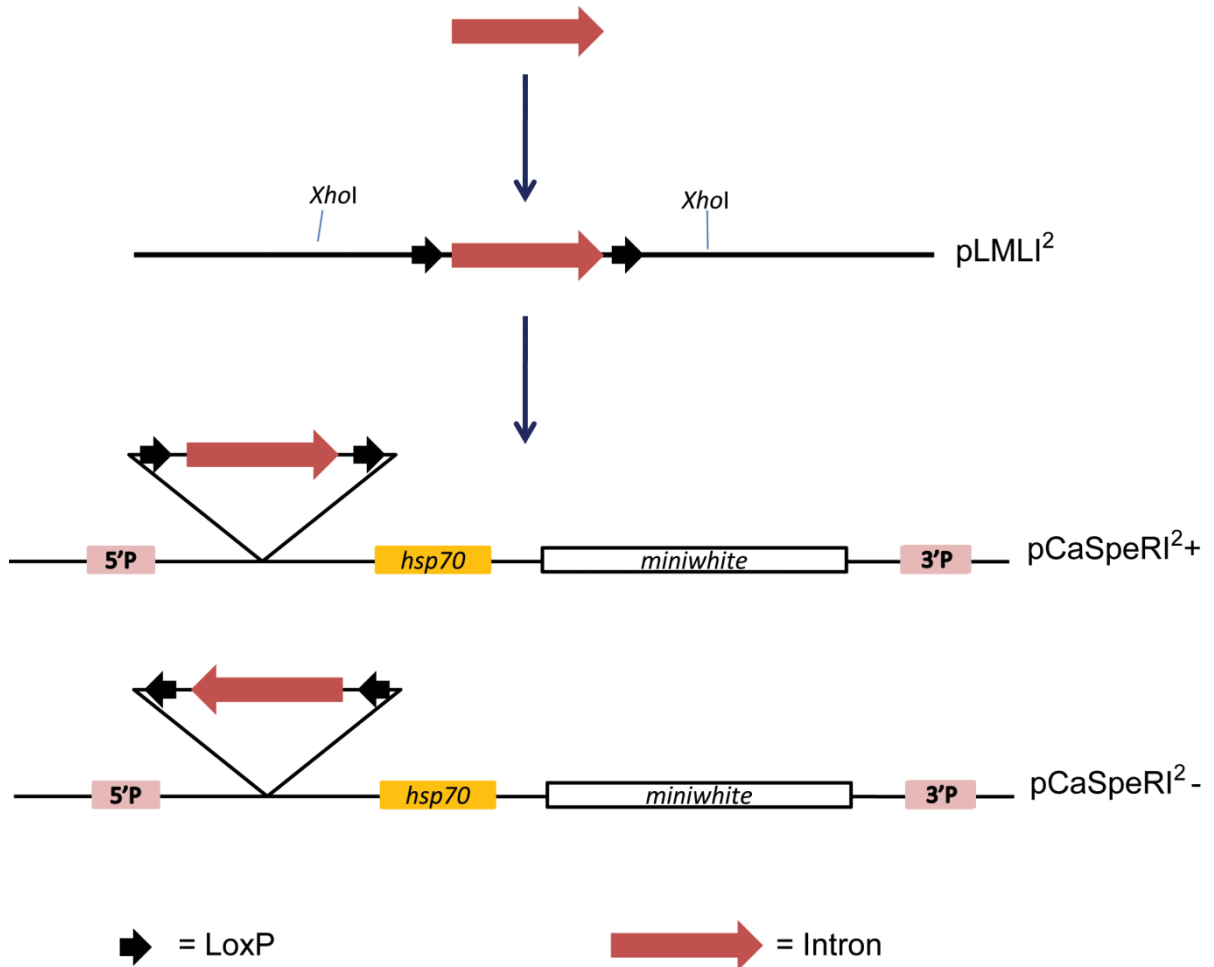 XhoI XhoI
pLMLI²
5'P hsp70 miniwhite 3'P pCaSpeRI²+
5'P hsp70 miniwhite 3'P pCaSpeRI²-
= LoxP = Intron